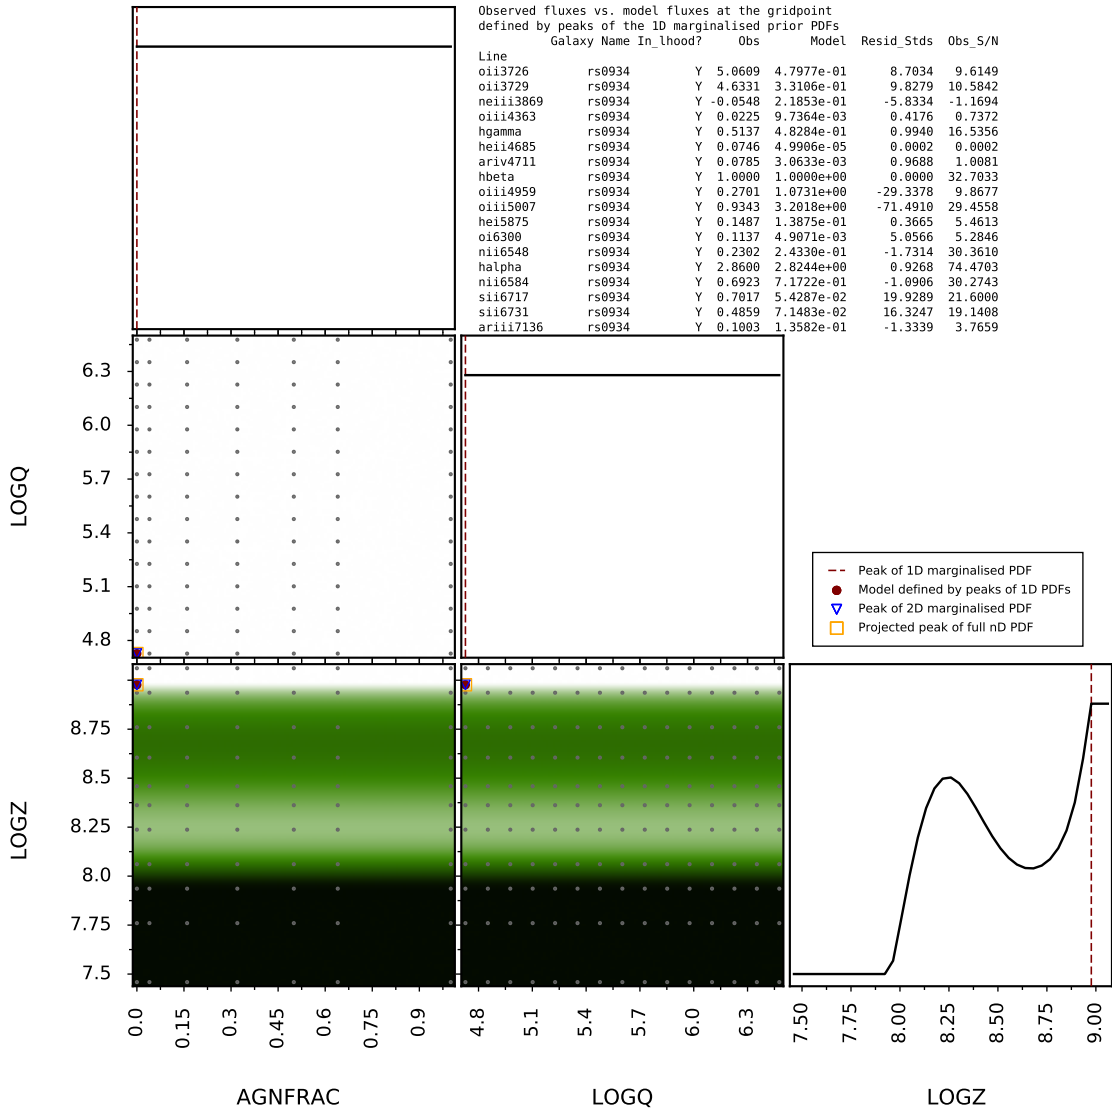 Observed fluxes vs. model fluxes at the gridpoint
defined by peaks of the 1D marginalised prior PDFs
Galaxy Name In_lhood? Obs Model Resid_Stds Obs_S/N
Line
oii3726 rs0934 Y 5.0609 4.7977e-01 8.7034 9.6149
oii3729 rs0934 Y 4.6331 3.3106e-01 9.8279 10.5842
neiii3869 rs0934 Y -0.0548 2.1853e-01 -5.8334 -1.1694
oiii4363 rs0934 Y 0.0225 9.7364e-03 0.4176 0.7372
hgamma rs0934 Y 0.5137 4.8284e-01 0.9940 16.5356
heii4685 rs0934 Y 0.0746 4.9906e-05 0.0002 0.0002
ariv4711 rs0934 Y 0.0785 3.0633e-03 0.9688 1.0081
hbeta rs0934 Y 1.0000 1.0000e+00 0.0000 32.7033
oiii4959 rs0934 Y 0.2701 1.0731e+00 -29.3378 9.8677
oiii5007 rs0934 Y 0.9343 3.2018e+00 -71.4910 29.4558
hei5875 rs0934 Y 0.1487 1.3875e-01 0.3665 5.4613
oi6300 rs0934 Y 0.1137 4.9071e-03 5.0566 5.2846
nii6548 rs0934 Y 0.2302 2.4330e-01 -1.7314 30.3610
halpha rs0934 Y 2.8600 2.8244e+00 0.9268 74.4703
nii6584 rs0934 Y 0.6923 7.1722e-01 -1.0906 30.2743
sii6717 rs0934 Y 0.7017 5.4287e-02 19.9289 21.6000
sii6731 rs0934 Y 0.4859 7.1483e-02 16.3247 19.1408
ariii7136 rs0934 Y 0.1003 1.3582e-01 -1.3339 3.7659
6.3
6.0
5.7
5.4
5.1
4.8
LOGQ
Peak of 1D marginalised PDF
Model defined by peaks of 1D PDFs
Peak of 2D marginalised PDF
Projected peak of full nD PDF
8.75
8.5
8.25
8.0
7.75
7.5
LOGZ
0.0 0.15 0.3 0.45 0.6 0.75 0.9
4.8 5.1 5.4 5.7 6.0 6.3
7.50 7.75 8.00 8.25 8.50 8.75 9.00
AGNFRAC LOGQ LOGZ